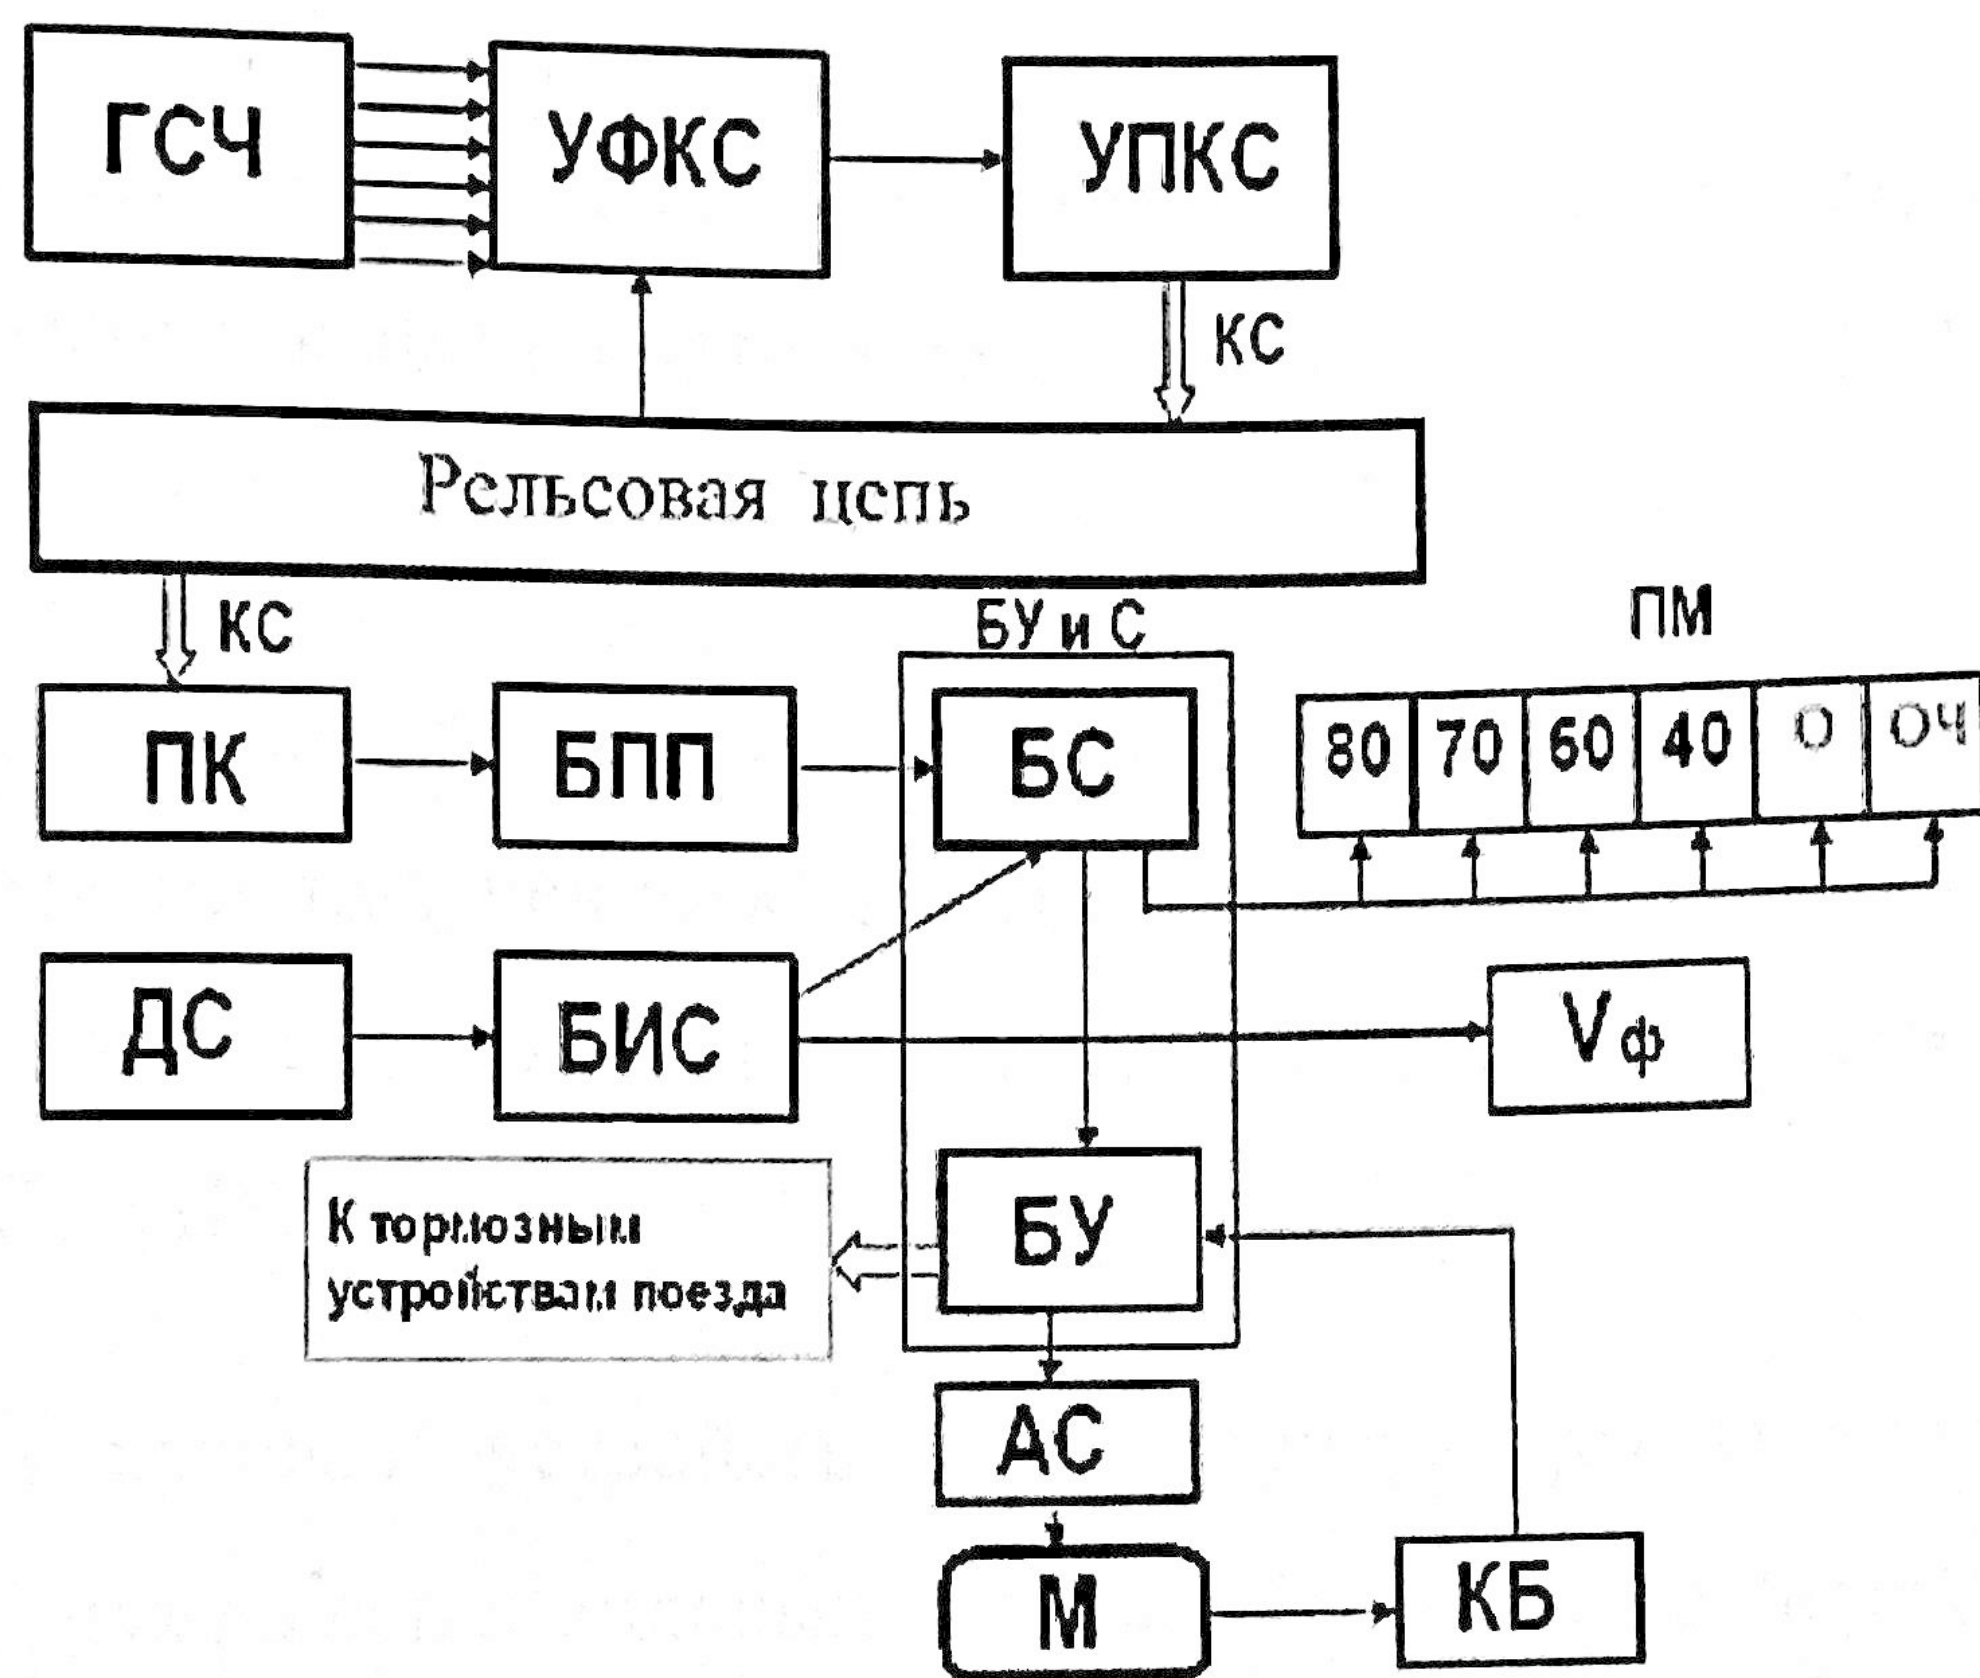 ГСЧ
УФКС
УПКС
КС
Рельсовая цепь
КС
БУ и С
ПМ
ПК
БПП
БС
80 70 60 40 0 ОЧ
ДС
БИС
Vф
К тормозным
устройствам поезда
БУ
АС
М
КБ